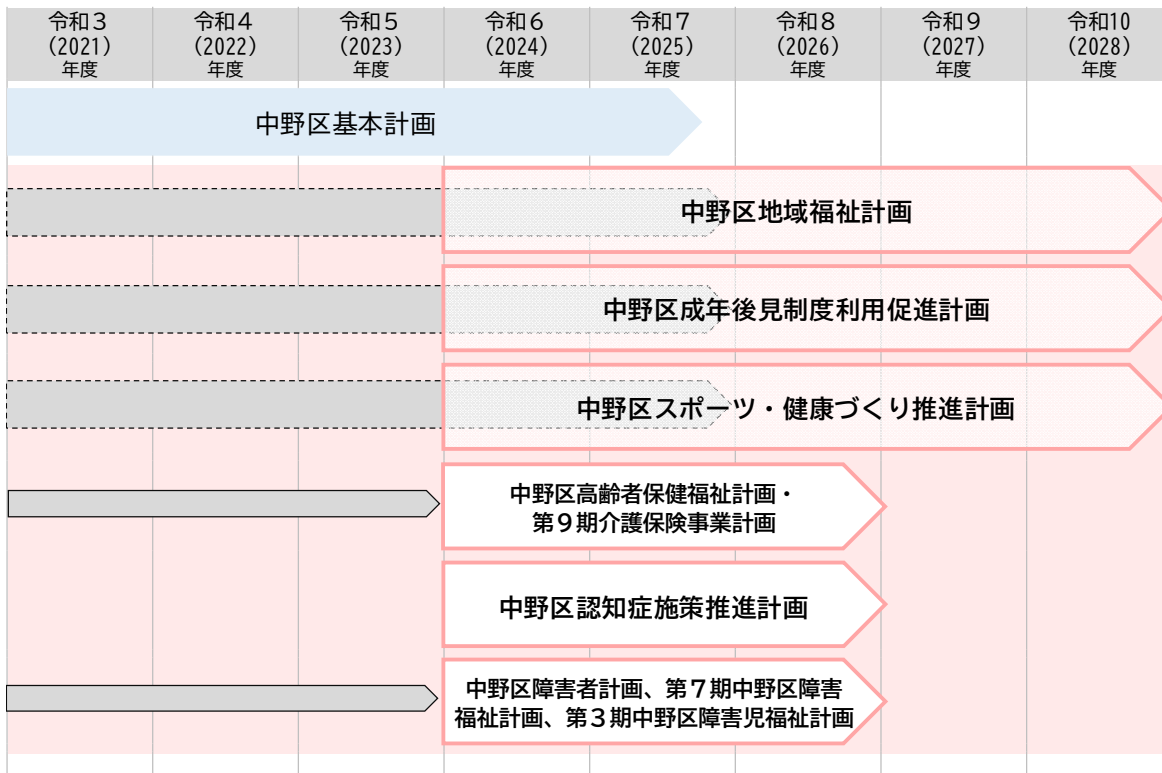 令和３
（2021）
年度
令和４
（2022）
年度
令和５
（2023）
年度
令和６
（2024）
年度
令和７
（2025）
年度
令和８
（2026）
年度
令和９
（2027）
年度
令和10
（2028）
年度
中野区基本計画
中野区地域福祉計画
中野区成年後見制度利用促進計画
中野区スポーツ・健康づくり推進計画
中野区高齢者保健福祉計画・
第９期介護保険事業計画
中野区認知症施策推進計画
中野区障害者計画、第７期中野区障害
福祉計画、第３期中野区障害児福祉計画